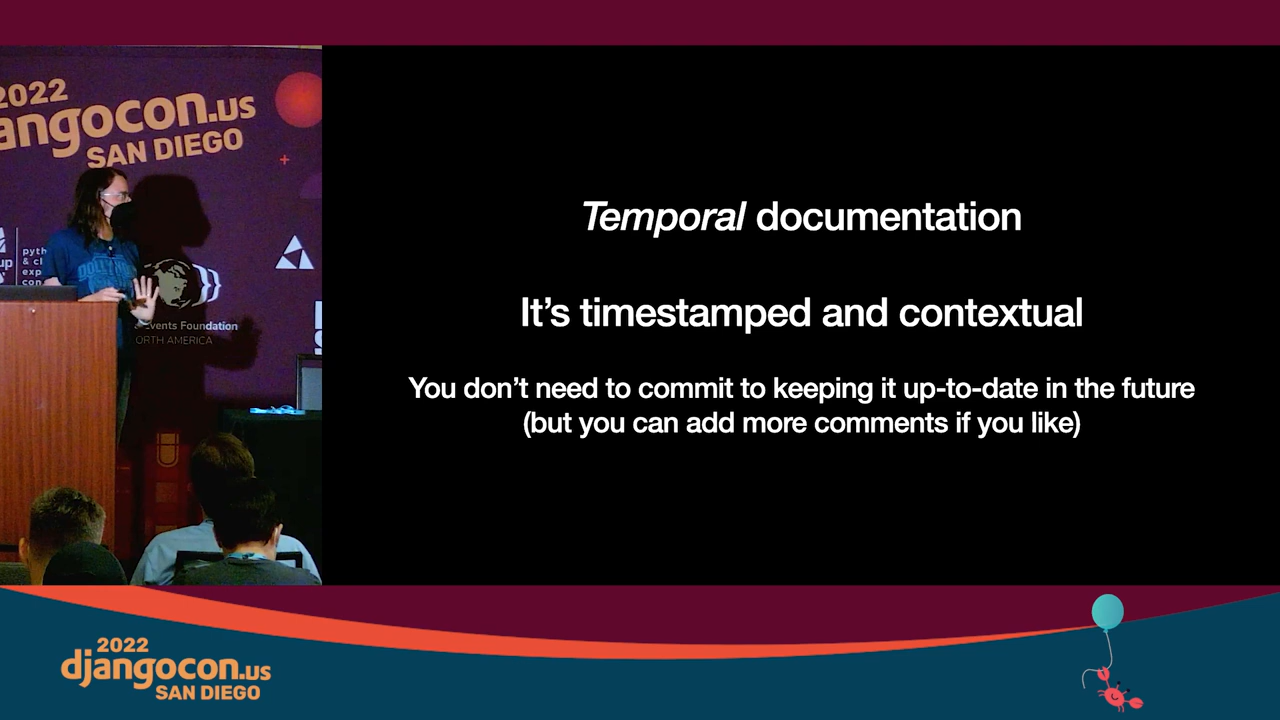 2022
angocon.us
SAN DIEGO
Events Foundation
ORTH AMERICA
Temporal documentation
It's timestamped and contextual
You don't need to commit to keeping it up-to-date in the future
(but you can add more comments if you like)
2022
djangocon.us
SAN DIEGO